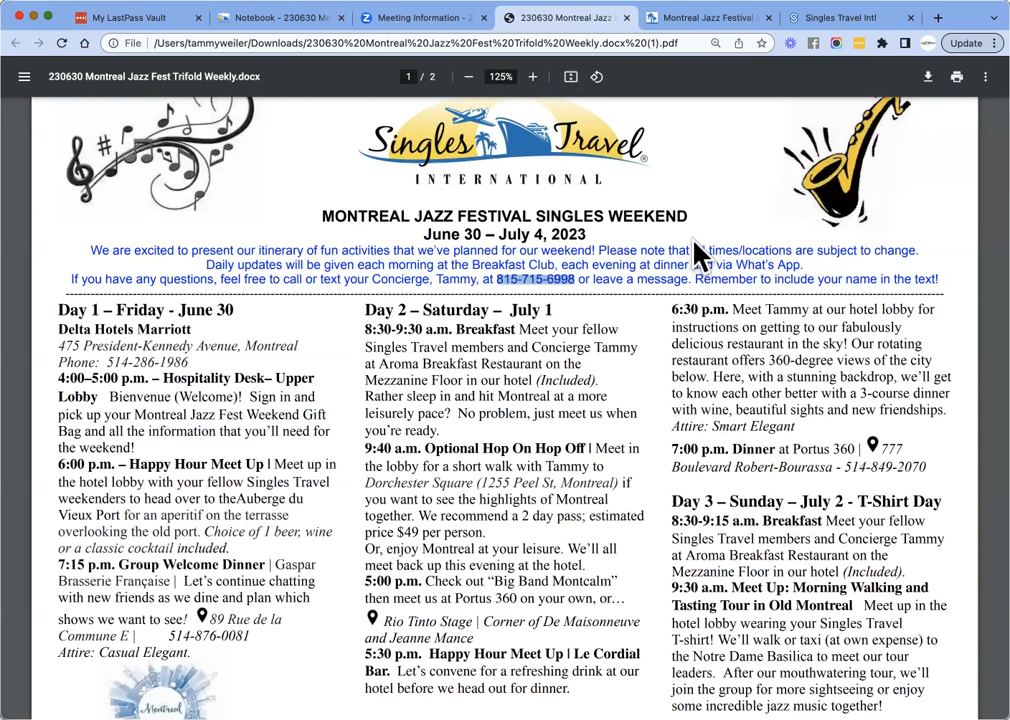 My LastPass Vault
Notebook - 230630 Mo
Meeting Information - Z
230630 Montreal Jazz
Montreal Jazz Festival
Singles Travel Intl
File
/Users/tammyweiler/Downloads/230630%20Montreal%20Jazz%20Fest%20Trifold%20Weekly.docx%20(1).pdf
Update
230630 Montreal Jazz Fest Trifold Weekly.docx
1 / 2
125%
Singles Travel®
INTERNATIONAL
MONTREAL JAZZ FESTIVAL SINGLES WEEKEND
June 30 – July 4, 2023
We are excited to present our itinerary of fun activities that we've planned for our weekend! Please note that times/locations are subject to change.
Daily updates will be given each morning at the Breakfast Club, each evening at dinner via What's App.
If you have any questions, feel free to call or text your Concierge, Tammy, at 815-715-6998 or leave a message. Remember to include your name in the text!
Day 1 – Friday - June 30
Delta Hotels Marriott
475 President-Kennedy Avenue, Montreal
Phone: 514-286-1986
4:00–5:00 p.m. – Hospitality Desk– Upper
Lobby Bienvenue (Welcome)! Sign in and
pick up your Montreal Jazz Fest Weekend Gift
Bag and all the information that you'll need for
the weekend!
6:00 p.m. – Happy Hour Meet Up | Meet up in
the hotel lobby with your fellow Singles Travel
weekenders to head over to theAuberge du
Vieux Port for an aperitif on the terrasse
overlooking the old port. Choice of 1 beer, wine
or a classic cocktail included.
7:15 p.m. Group Welcome Dinner | Gaspar
Brasserie Française | Let's continue chatting
with new friends as we dine and plan which
shows we want to see! 89 Rue de la
Commune E | 514-876-0081
Attire: Casual Elegant.
Montreal
Day 2 – Saturday – July 1
8:30-9:30 a.m. Breakfast Meet your fellow
Singles Travel members and Concierge Tammy
at Aroma Breakfast Restaurant on the
Mezzanine Floor in our hotel (Included).
Rather sleep in and hit Montreal at a more
leisurely pace? No problem, just meet us when
you're ready.
9:40 a.m. Optional Hop On Hop Off | Meet in
the lobby for a short walk with Tammy to
Dorchester Square (1255 Peel St, Montreal) if
you want to see the highlights of Montreal
together. We recommend a 2 day pass; estimated
price $49 per person.
Or, enjoy Montreal at your leisure. We'll all
meet back up this evening at the hotel.
5:00 p.m. Check out “Big Band Montcalm”
then meet us at Portus 360 on your own, or…
Rio Tinto Stage | Corner of De Maisonneuve
and Jeanne Mance
5:30 p.m. Happy Hour Meet Up | Le Cordial
Bar. Let's convene for a refreshing drink at our
hotel before we head out for dinner.
6:30 p.m. Meet Tammy at our hotel lobby for
instructions on getting to our fabulously
delicious restaurant in the sky! Our rotating
restaurant offers 360-degree views of the city
below. Here, with a stunning backdrop, we'll get
to know each other better with a 3-course dinner
with wine, beautiful sights and new friendships.
Attire: Smart Elegant
7:00 p.m. Dinner at Portus 360 | 777
Boulevard Robert-Bourassa - 514-849-2070
Day 3 – Sunday – July 2 - T-Shirt Day
8:30-9:15 a.m. Breakfast Meet your fellow
Singles Travel members and Concierge Tammy
at Aroma Breakfast Restaurant on the
Mezzanine Floor in our hotel (Included).
9:30 a.m. Meet Up: Morning Walking and
Tasting Tour in Old Montreal Meet up in the
hotel lobby wearing your Singles Travel
T-shirt! We'll walk or taxi (at own expense) to
the Notre Dame Basilica to meet our tour
leaders. After our mouthwatering tour, we'll
join the group for more sightseeing or enjoy
some incredible jazz music together!